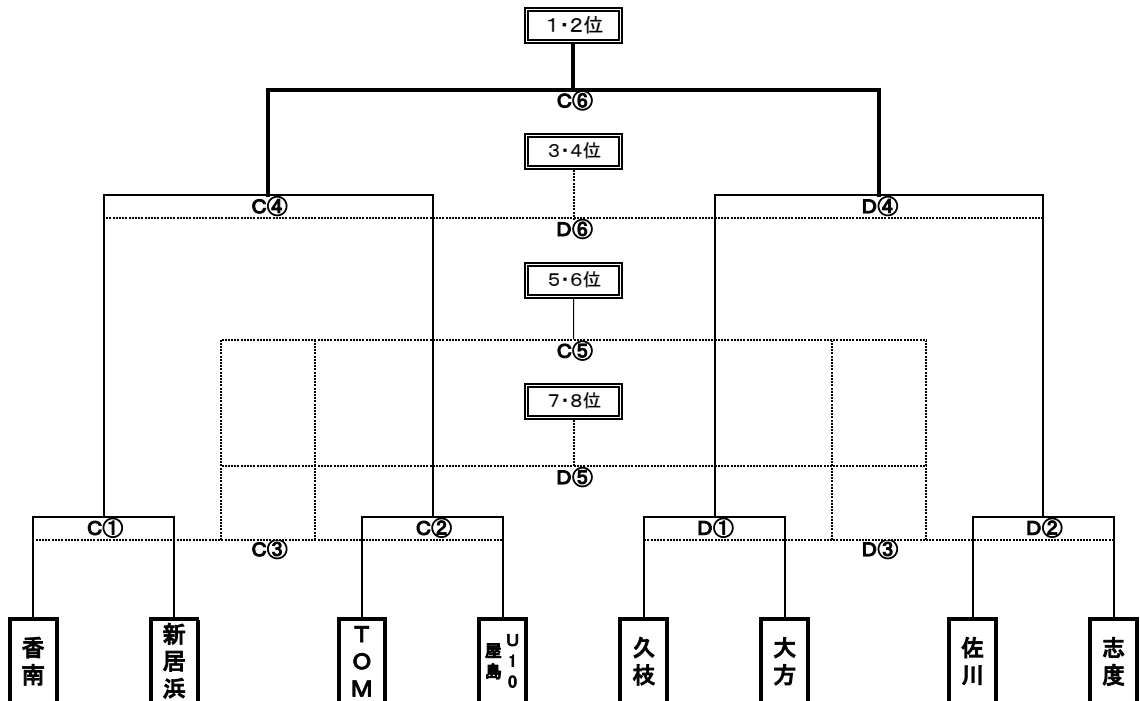 1・2位
C⑥
3・4位
C④
D④
D⑥
5・6位
C⑤
7・8位
D⑤
C①
C②
D①
D②
C③
D③
香南
新居浜
TOM
U10
屋島
久枝
大方
佐川
志度